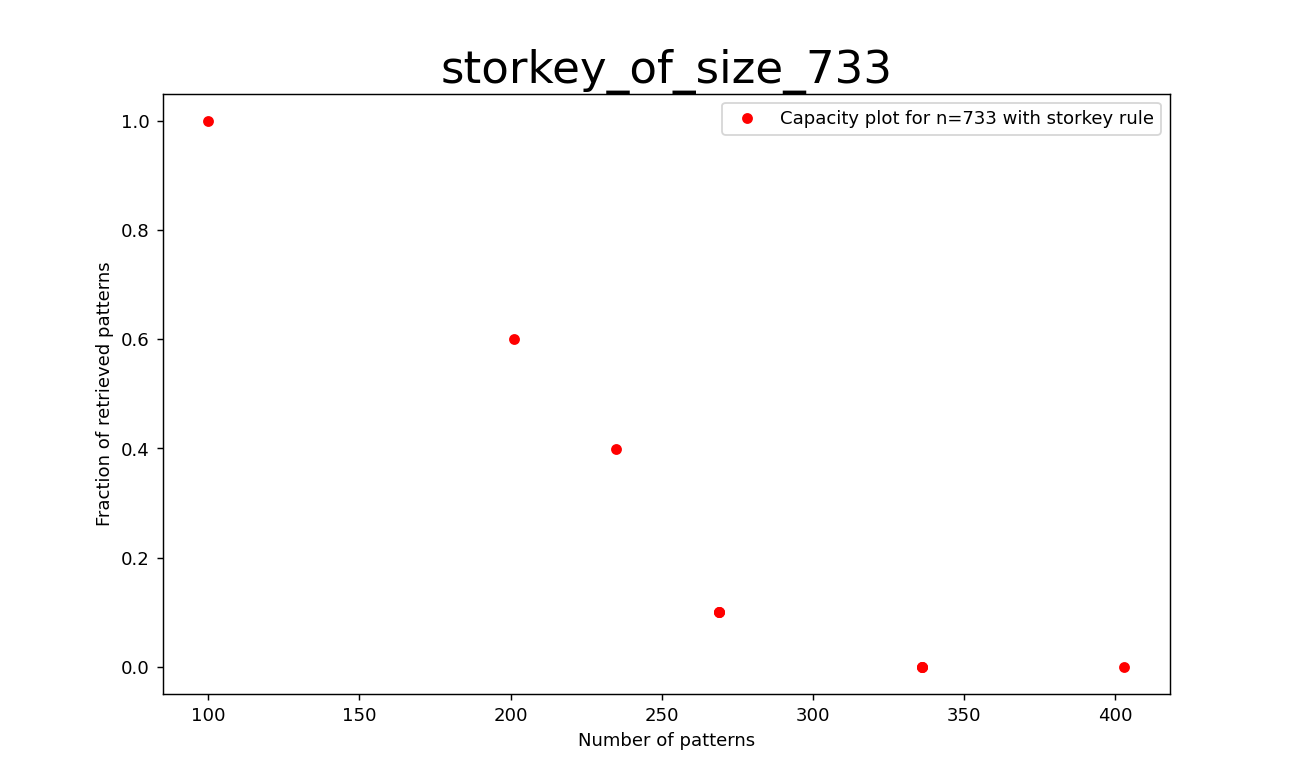 storkey_of_size_733
Capacity plot for n=733 with storkey rule
1.0
0.8
0.6
0.4
0.2
0.0
Fraction of retrieved patterns
100 150 200 250 300 350 400
Number of patterns